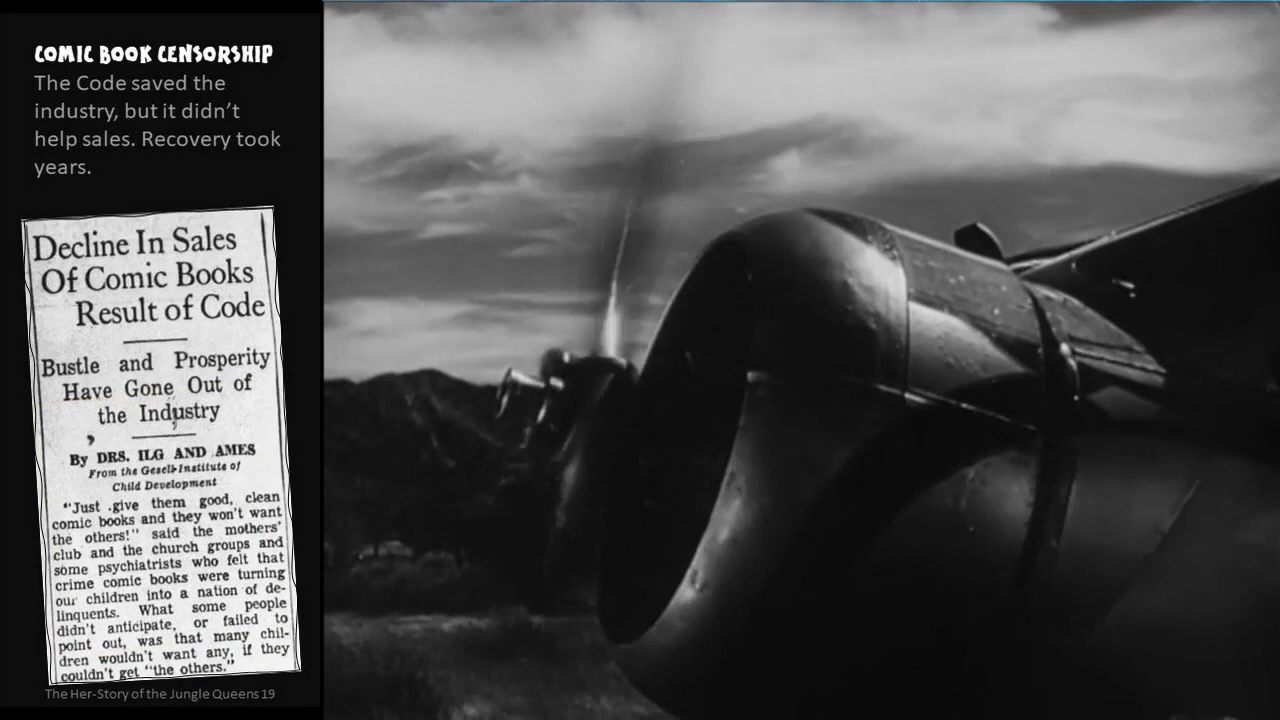 COMIC BOOK CENSORSHIP
The Code saved the
industry, but it didn't
help sales. Recovery took
years.
Decline In Sales
Of Comic Books
Result of Code
Bustle and Prosperity
Have Gone Out of
the Industry
By DRS. ILG AND AMES
From the Gesell Institute of
Child Development
"Just .give them good, clean
comic books and they won't want
the others!" said the mothers'
club and the church groups and
some psychiatrists who felt that
crime comic books were turning
our children into a nation of de-
linquents. What some people
didn't anticipate, or failed to
point out, was that many chil-
dren wouldn't want any, if they
couldn't get "the others."
The Her-Story of the Jungle Queens 19